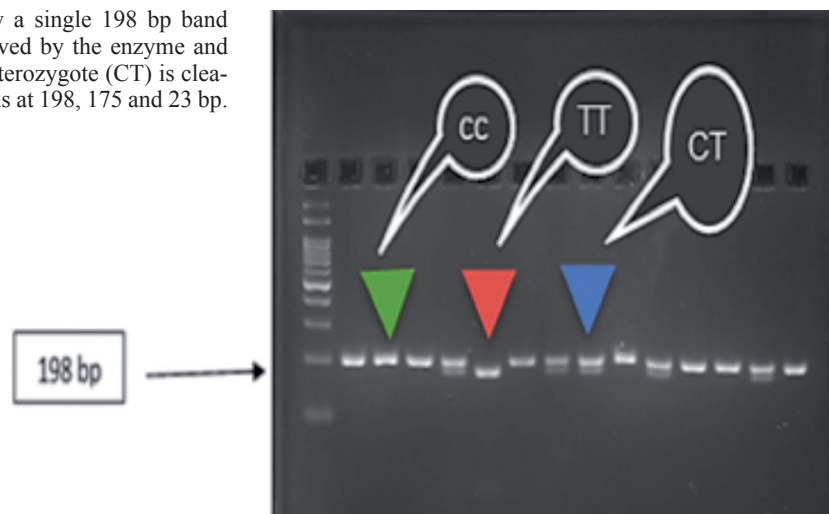 a single 198 bp band
ved by the enzyme and
terozygote (CT) is clea-
s at 198, 175 and 23 bp.
CC
TT
CT
198 bp